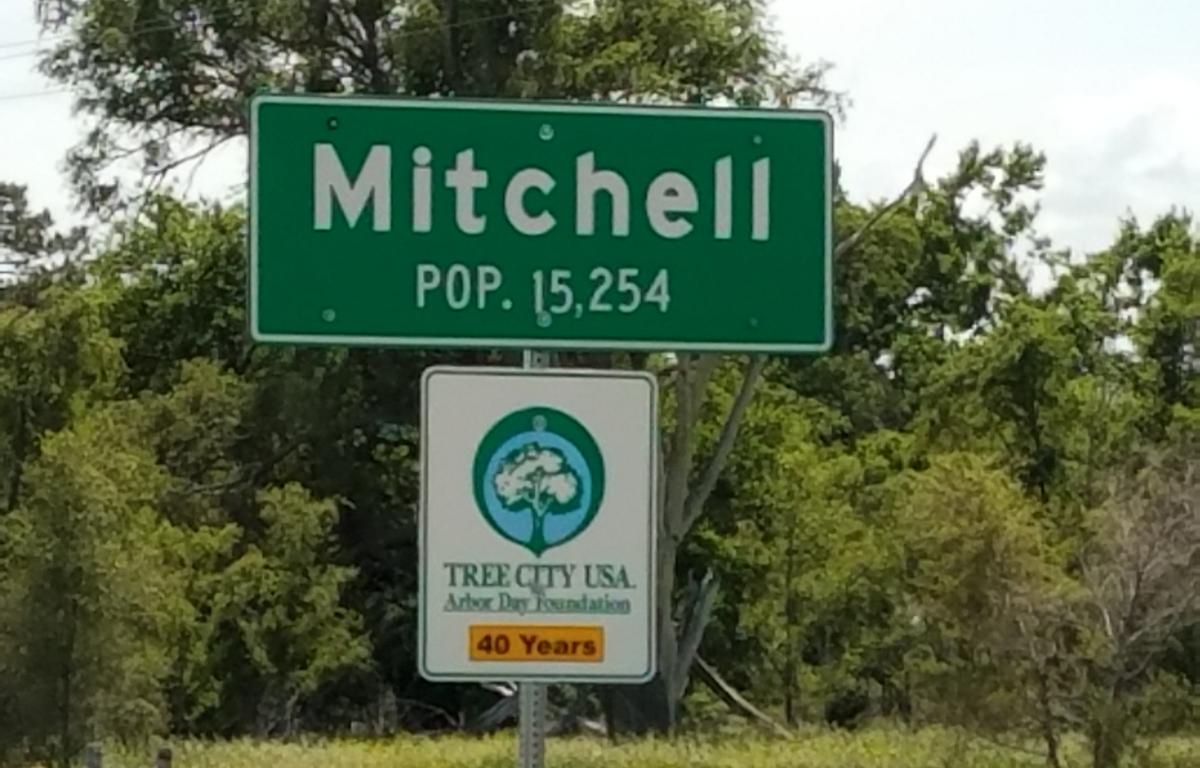 Mitchell
POP. 15,254
TREE CITY USA.
Arbor Day Foundation
40 Years